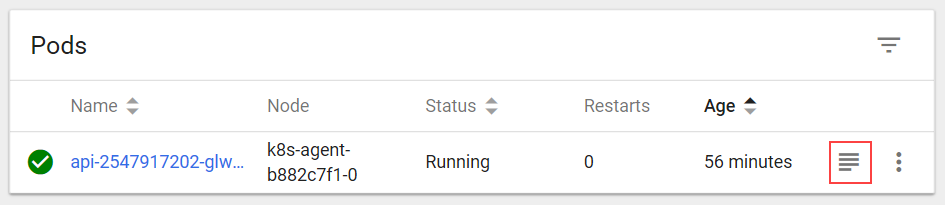 Pods
Name Node Status Restarts Age
api-2547917202-glw... k8s-agent-b882c7f1-0 Running 0 56 minutes